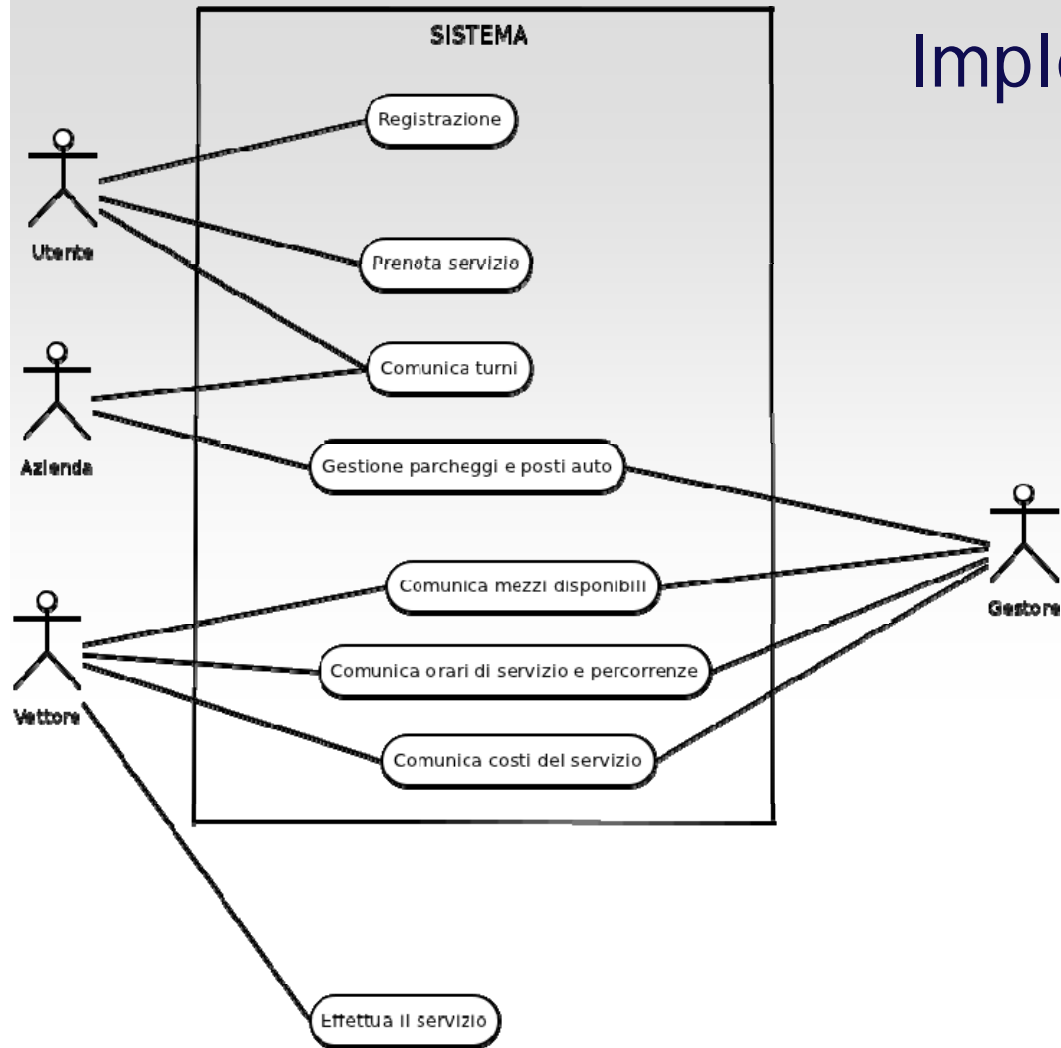 SISTEMA
Registrazione
Utente
Prenota servizio
Comunica turni
Azienda
Gestione parcheggi e posti auto
Comunica mezzi disponibili
Gestore
Comunica orari di servizio e percorrenze
Vettore
Comunica costi del servizio
Effettua il servizio